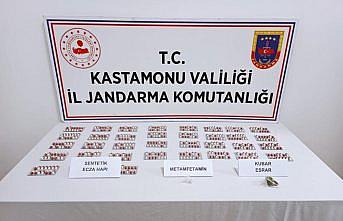 T.C.
KASTAMONU VALİLİĞİ
İL JANDARMA KOMUTANLIĞI
SENTETİK
ECZA HAPI
METAMFETAMİN
KUBAR
ESRAR